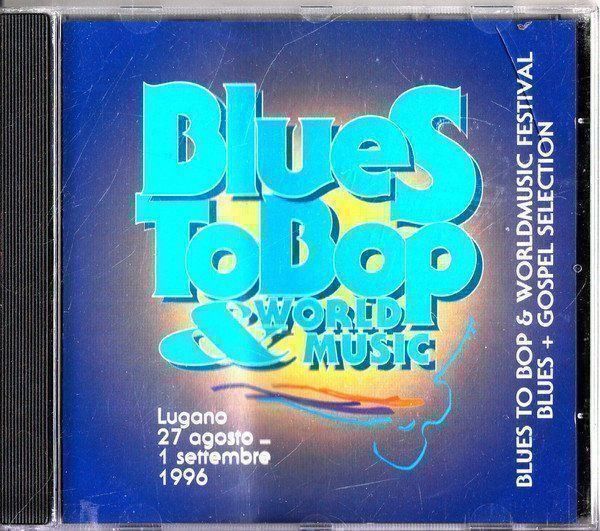 Blues
To Bop
& WORLD
MUSIC
Lugano
27 agosto –
1 settembre
1996
BLUES TO BOP & WORLDMUSIC FESTIVAL
BLUES + GOSPEL SELECTION